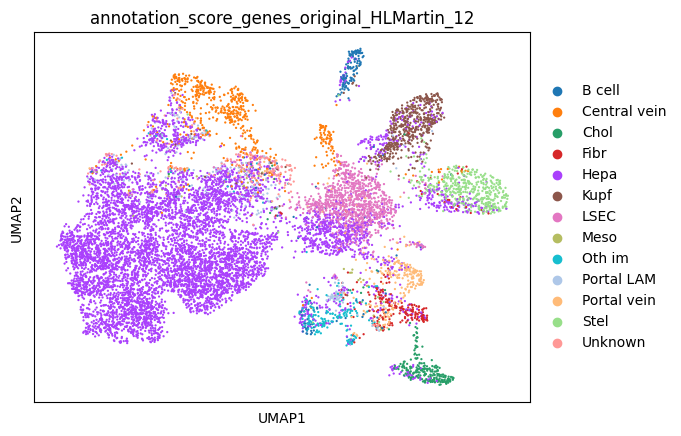 annotation_score_genes_original_HLMartin_12
UMAP2
UMAP1
B cell
Central vein
Chol
Fibr
Hepa
Kupf
LSEC
Meso
Oth im
Portal LAM
Portal vein
Stel
Unknown